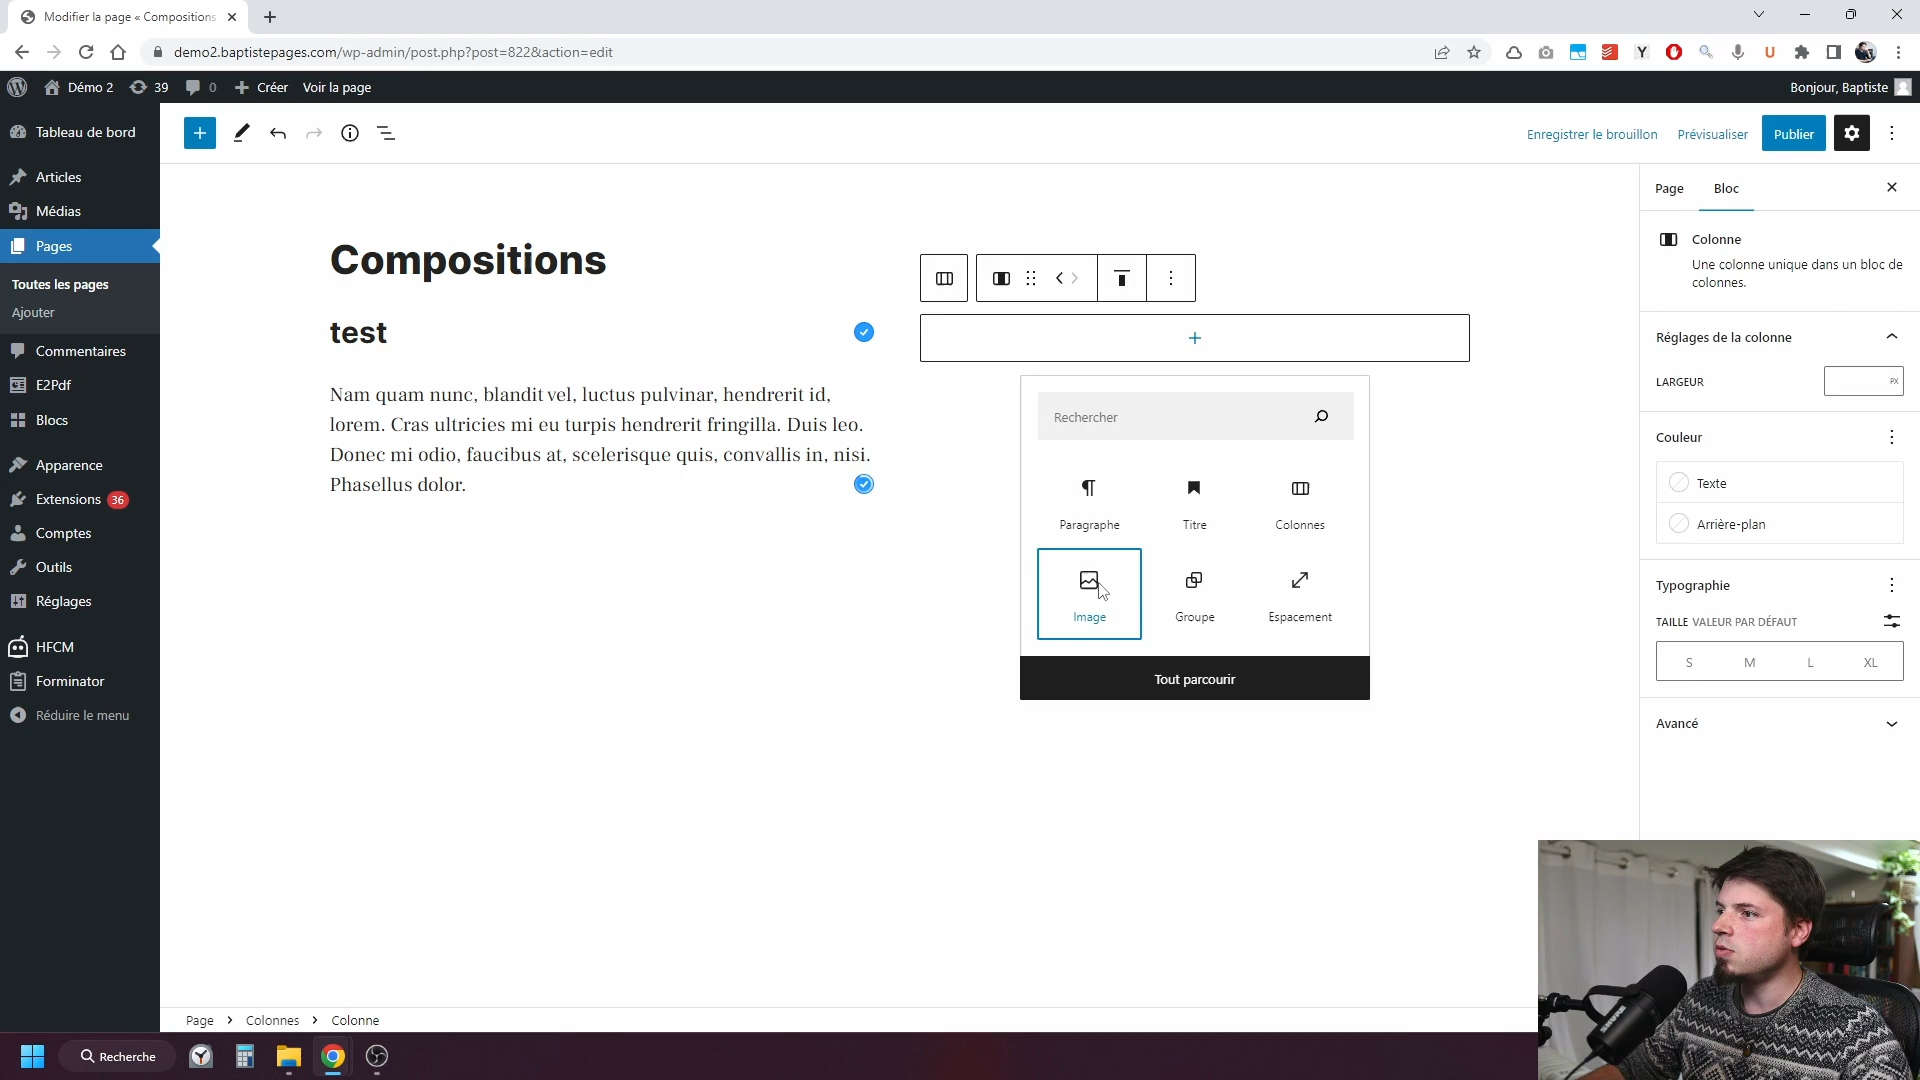 Modifier la page « Compositions
demo2.baptistepages.com/wp-admin/post.php?post=822&action=edit
Démo 2
39
0
Créer
Voir la page
Bonjour, Baptiste
Tableau de bord
Articles
Médias
Pages
Toutes les pages
Ajouter
Commentaires
E2Pdf
Blocs
Apparence
Extensions 36
Comptes
Outils
Réglages
HFCM
Forminator
Réduire le menu
Enregistrer le brouillon
Prévisualiser
Publier
Compositions
test
Nam quam nunc, blandit vel, luctus pulvinar, hendrerit id,
lorem. Cras ultricies mi eu turpis hendrerit fringilla. Duis leo.
Donec mi odio, faucibus at, scelerisque quis, convallis in, nisi.
Phasellus dolor.
Rechercher
Paragraphe
Titre
Colonnes
Image
Groupe
Espacement
Tout parcourir
Page
Bloc
Colonne
Une colonne unique dans un bloc de
colonnes.
Réglages de la colonne
LARGEUR
PX
Couleur
Texte
Arrière-plan
Typographie
TAILLE VALEUR PAR DÉFAUT
S M L XL
Avancé
Page > Colonnes > Colonne
Recherche